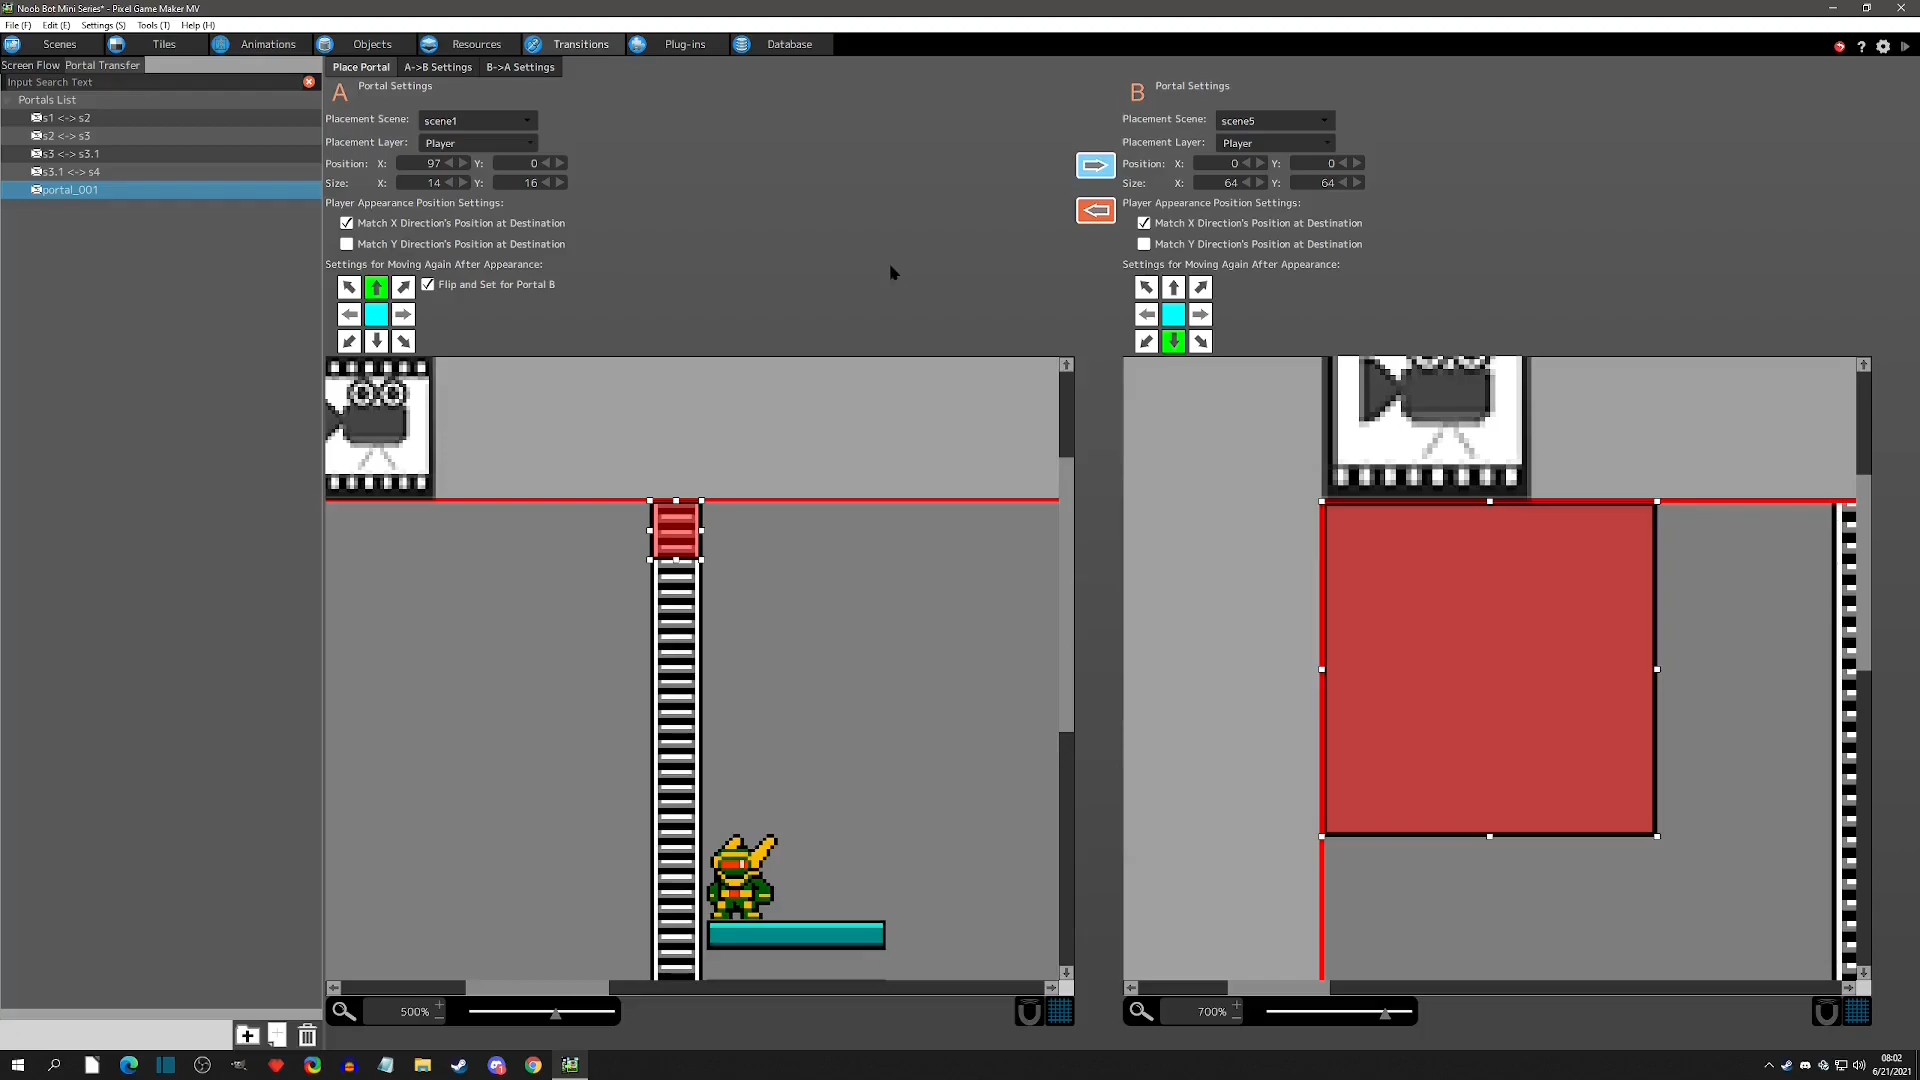 Noob Bot Mini Series* - Pixel Game Maker MV
File (F) Edit (E) Settings (S) Tools (T) Help (H)
Scenes Tiles Animations Objects Resources Transitions Plug-ins Database
Screen Flow Portal Transfer
Input Search Text
Portals List
s1 <-> s2
s2 <-> s3
s3 <-> s3.1
s3.1 <-> s4
portal_001
Place Portal A->B Settings B->A Settings
A Portal Settings
Placement Scene: scene1
Placement Layer: Player
Position: X: 97 Y: 0
Size: X: 14 Y: 16
Player Appearance Position Settings:
Match X Direction's Position at Destination
Match Y Direction's Position at Destination
Settings for Moving Again After Appearance:
Flip and Set for Portal B
500%
B Portal Settings
Placement Scene: scene5
Placement Layer: Player
Position: X: 0 Y: 0
Size: X: 64 Y: 64
Player Appearance Position Settings:
Match X Direction's Position at Destination
Match Y Direction's Position at Destination
Settings for Moving Again After Appearance:
700%
08:02
6/21/2021